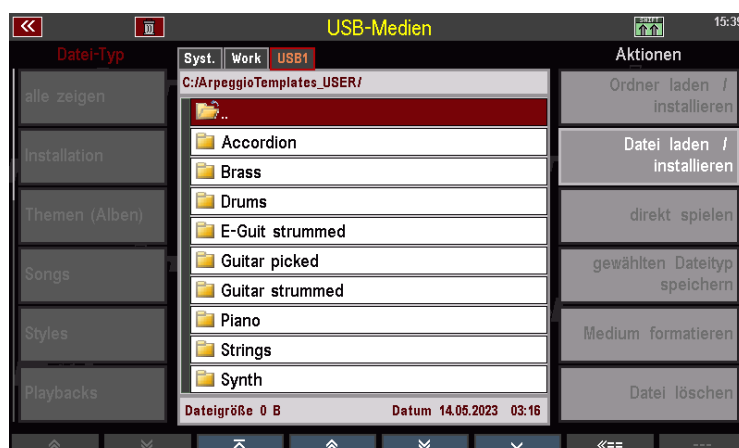 USB-Medien
15:39
Datei-Typ
Syst. Work USB1
Aktionen
C:/ArpeggioTemplates_USER/
alle zeigen
Installation
Themen (Alben)
Songs
Styles
Playbacks
..
Accordion
Brass
Drums
E-Guit strummed
Guitar picked
Guitar strummed
Piano
Strings
Synth
Dateigröße 0 B
Datum 14.05.2023 03:16
Ordner laden /
installieren
Datei laden /
installieren
direkt spielen
gewählten Dateityp
speichern
Medium formatieren
Datei löschen